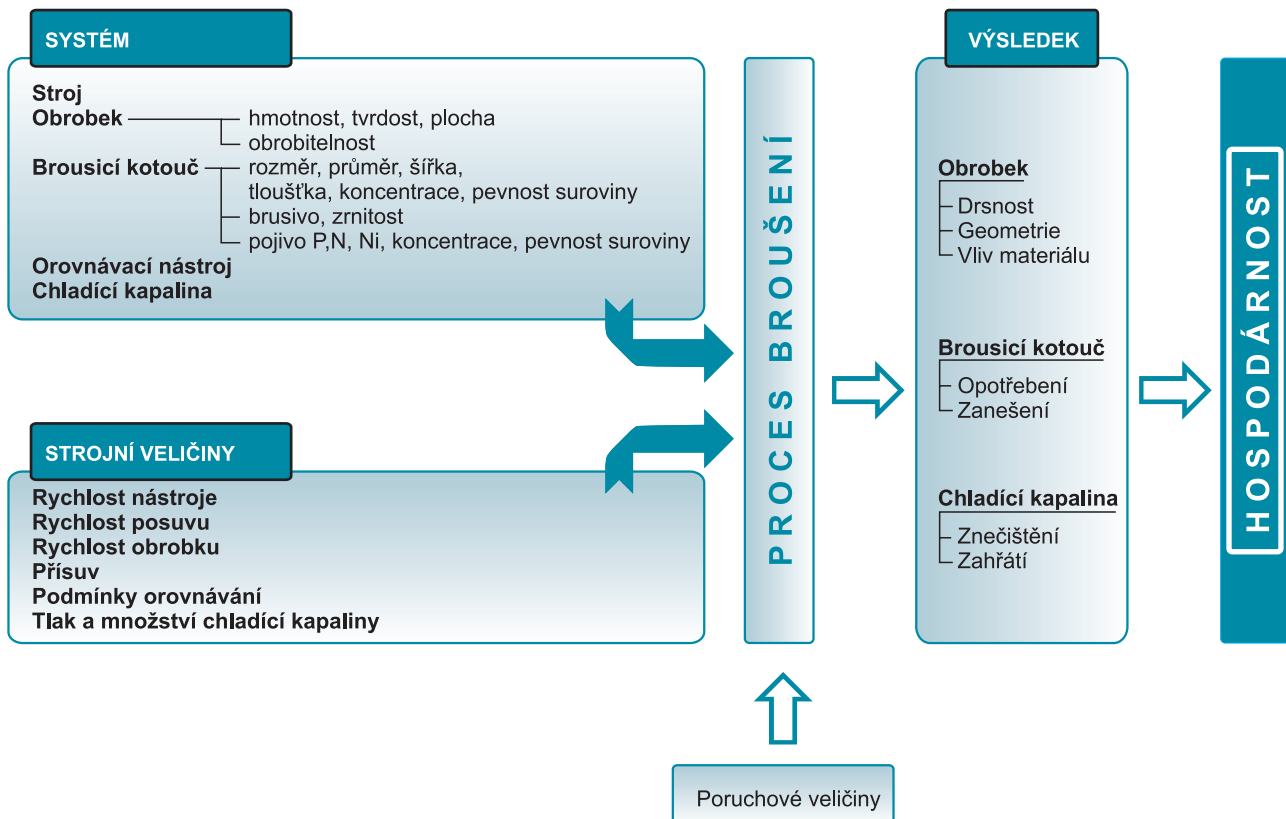 SYSTÉM
Stroj
Obrobek
hmotnost, tvrdost, plocha
obrobitelnost
Brousicí kotouč
rozměr, průměr, šířka,
tloušťka, koncentrace, pevnost suroviny
brusivo, zrnitost
pojivo P,N, Ni, koncentrace, pevnost suroviny
Orovnávací nástroj
Chladící kapalina
STROJNÍ VELIČINY
Rychlost nástroje
Rychlost posuvu
Rychlost obrobku
Přísuv
Podmínky orovnávání
Tlak a množství chladící kapaliny
PROCES BROUŠENÍ
Poruchové veličiny
VÝSLEDEK
Obrobek
Drsnost
Geometrie
Vliv materiálu
Brousicí kotouč
Opotřebení
Zanešení
Chladící kapalina
Znečištění
Zahřátí
HOSPODÁRNOST